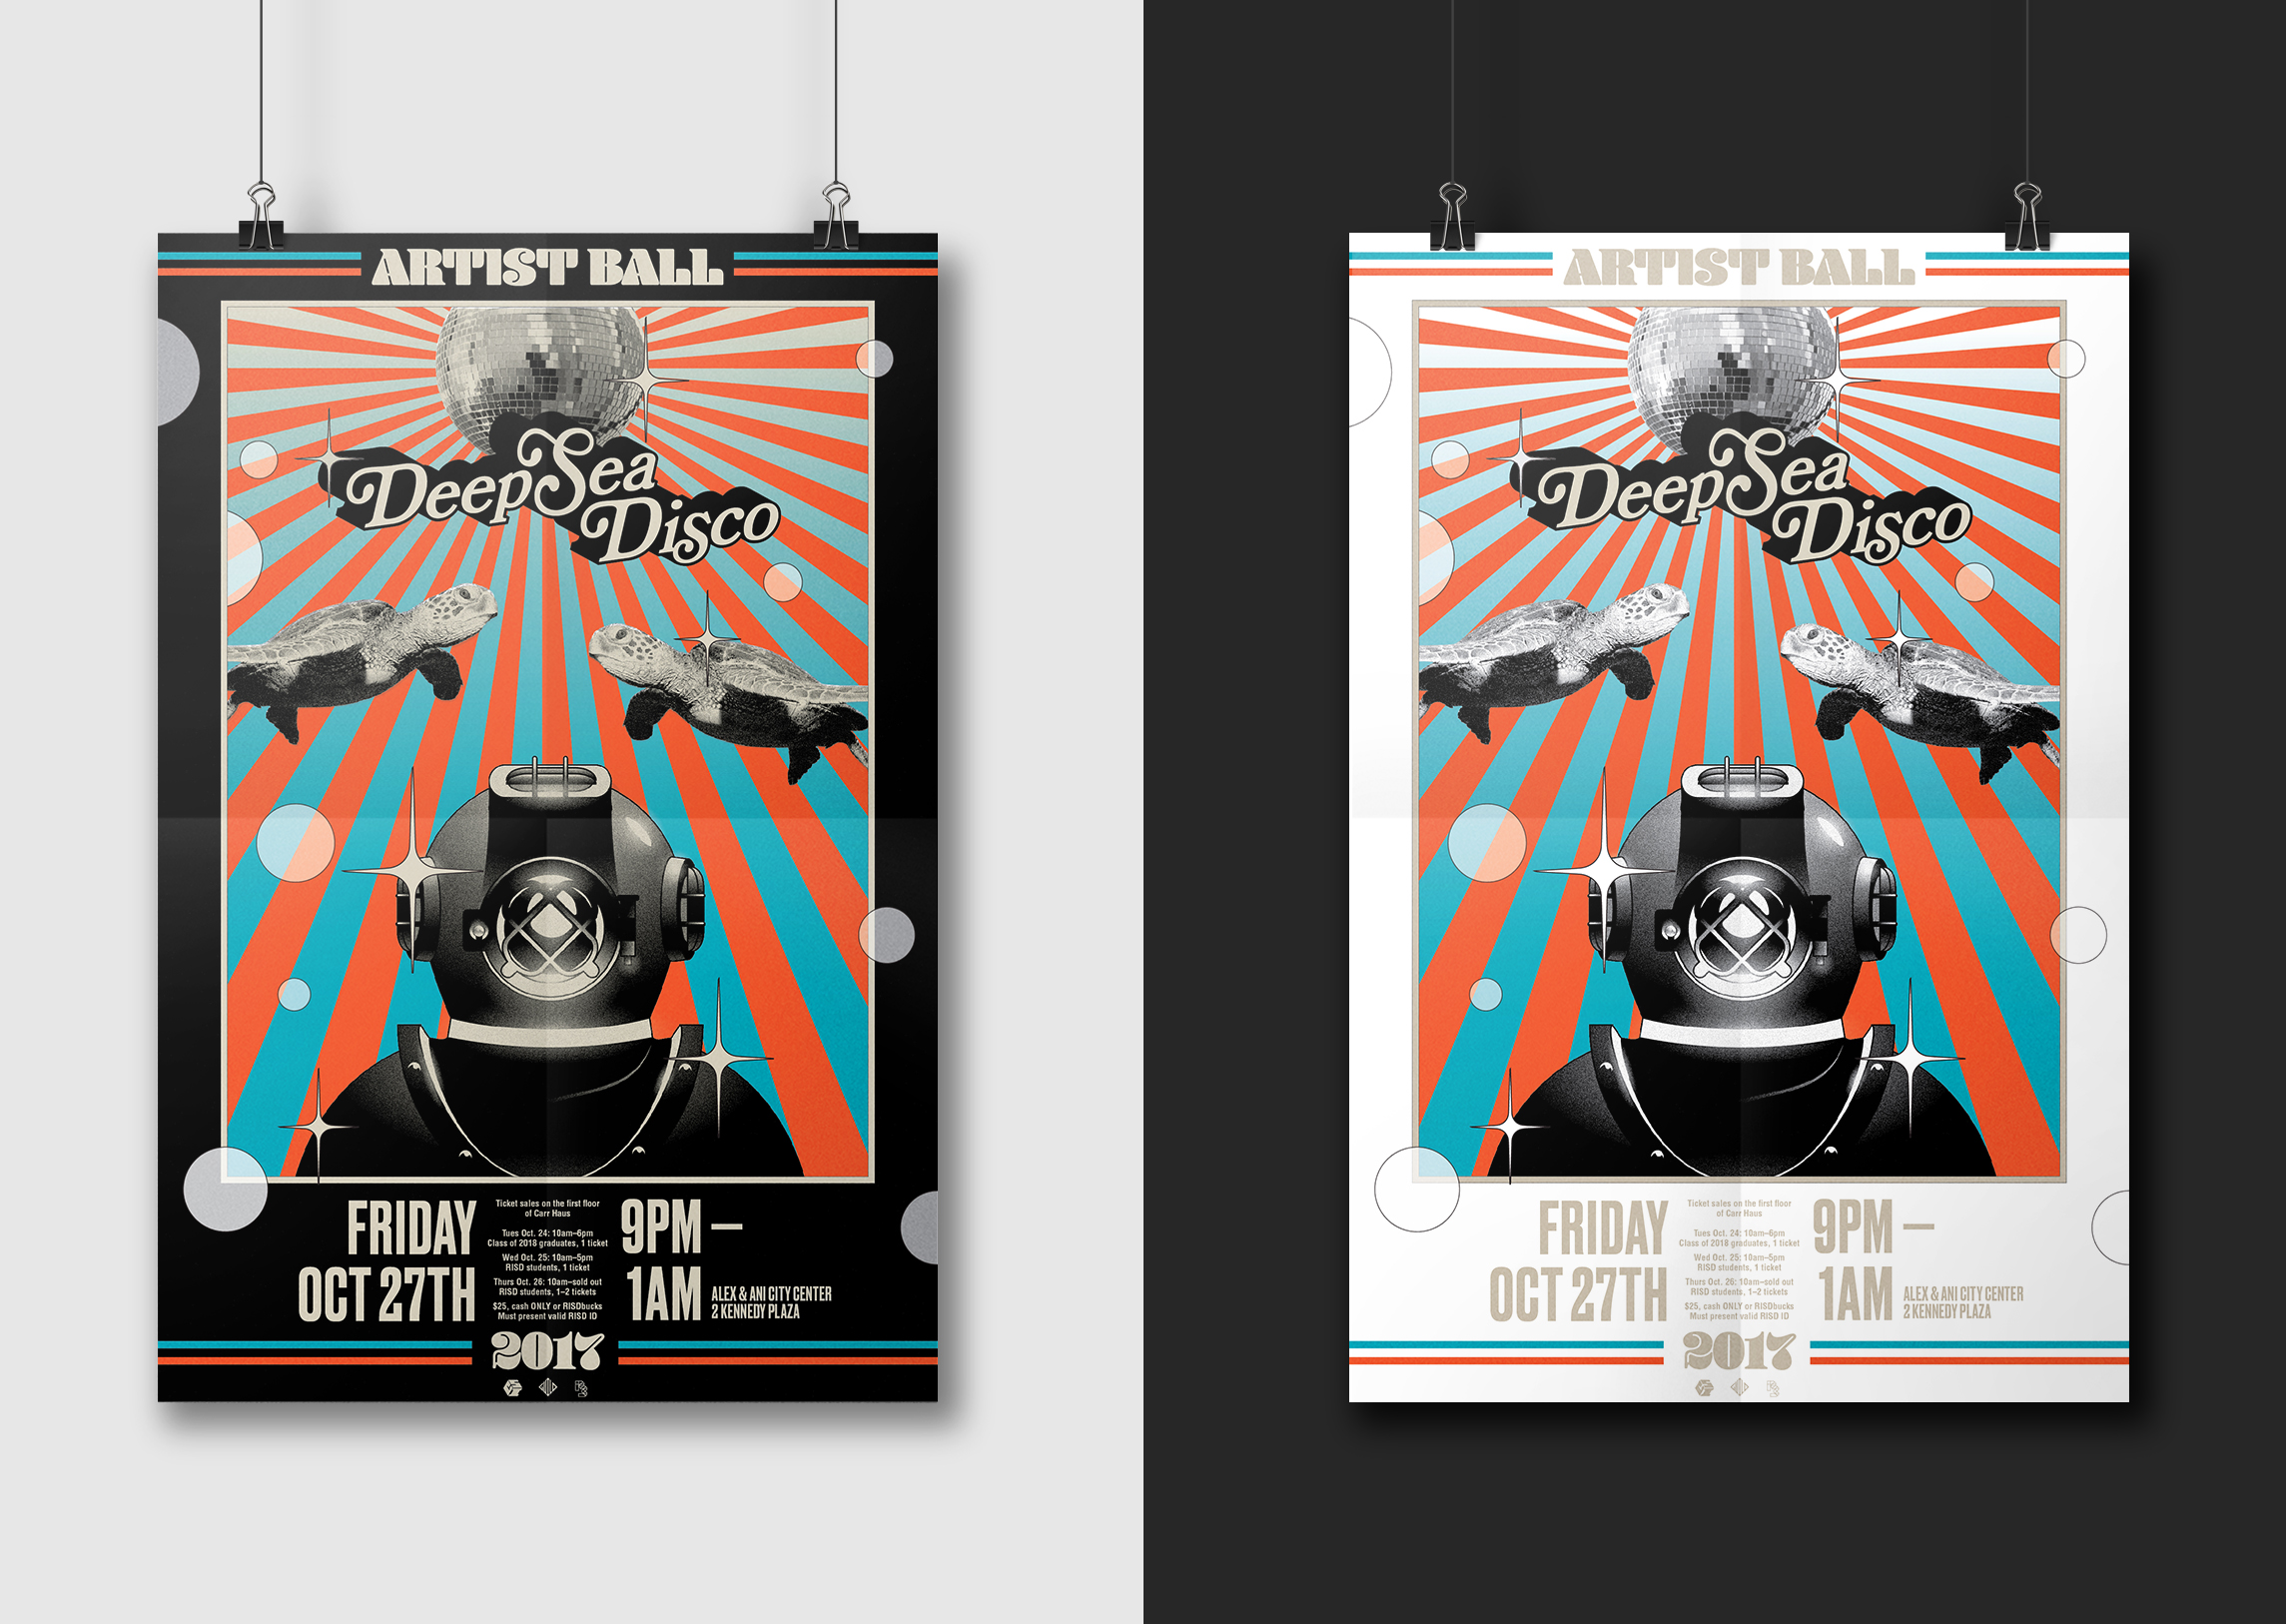 ARTIST BALL
Deep Sea
Disco
FRIDAY
OCT 27TH
Ticket sales on the first floor
of Carr Haus
Tues Oct. 24: 10am–6pm
Class of 2018 graduates, 1 ticket
Wed Oct. 25: 10am–5pm
RISD students, 1 ticket
Thurs Oct. 26: 10am–sold out
RISD students, 1–2 tickets
$25, cash ONLY or RISDbucks
Must present valid RISD ID
9PM —
1AM
ALEX & ANI CITY CENTER
2 KENNEDY PLAZA
2017
ARTIST BALL
Deep Sea
Disco
FRIDAY
OCT 27TH
Ticket sales on the first floor
of Carr Haus
Tues Oct. 24: 10am–6pm
Class of 2018 graduates, 1 ticket
Wed Oct. 25: 10am–5pm
RISD students, 1 ticket
Thurs Oct. 26: 10am–sold out
RISD students, 1–2 tickets
$25, cash ONLY or RISDbucks
Must present valid RISD ID
9PM —
1AM
ALEX & ANI CITY CENTER
2 KENNEDY PLAZA
2017